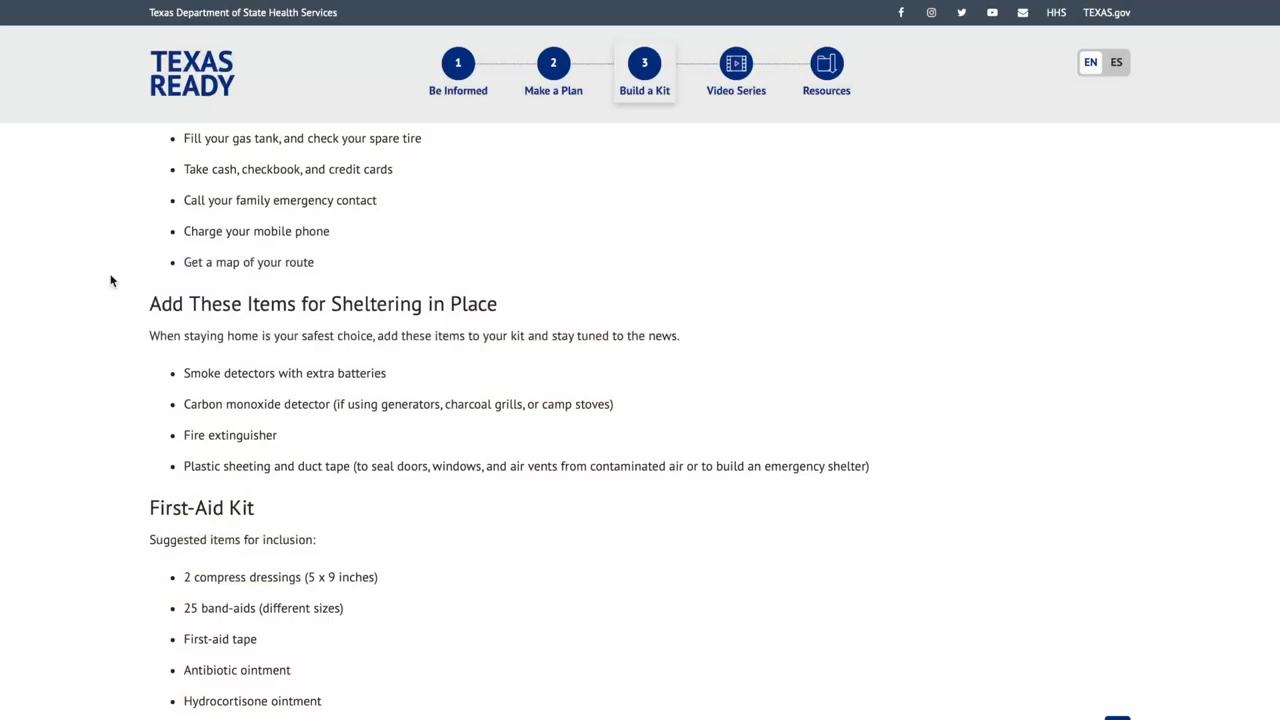 Texas Department of State Health Services
HHS
TEXAS.gov
TEXAS
READY
1
Be Informed
2
Make a Plan
3
Build a Kit
Video Series
Resources
EN
ES
Fill your gas tank, and check your spare tire
Take cash, checkbook, and credit cards
Call your family emergency contact
Charge your mobile phone
Get a map of your route
Add These Items for Sheltering in Place
When staying home is your safest choice, add these items to your kit and stay tuned to the news.
Smoke detectors with extra batteries
Carbon monoxide detector (if using generators, charcoal grills, or camp stoves)
Fire extinguisher
Plastic sheeting and duct tape (to seal doors, windows, and air vents from contaminated air or to build an emergency shelter)
First-Aid Kit
Suggested items for inclusion:
2 compress dressings (5 x 9 inches)
25 band-aids (different sizes)
First-aid tape
Antibiotic ointment
Hydrocortisone ointment